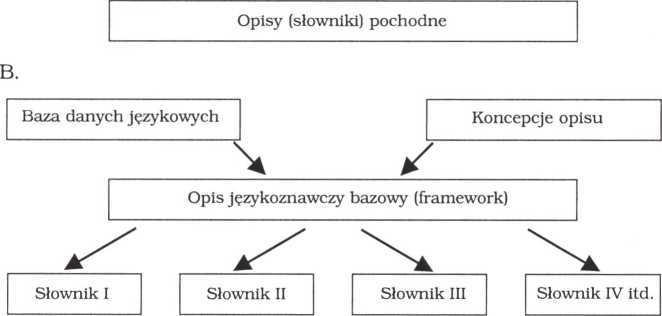 Opisy (słowniki) pochodne
B.
Baza danych językowych
Koncepcje opisu
Opis językoznawczy bazowy (framework)
Słownik I
Słownik II
Słownik III
Słownik IV itd.